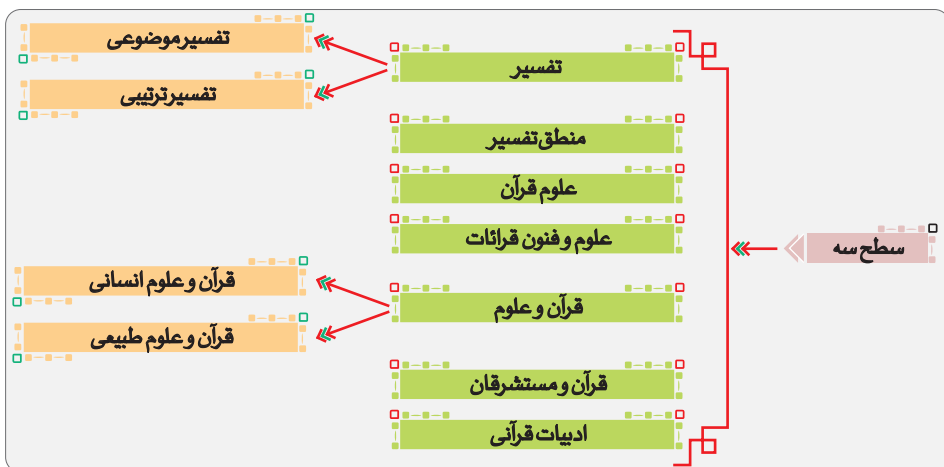 سطح سه
تفسیر
تفسیر موضوعی
تفسیر ترتیبی
منطق تفسیر
علوم قرآن
علوم و فنون قرائات
قرآن و علوم
قرآن و علوم انسانی
قرآن و علوم طبیعی
قرآن و مستشرقان
ادبیات قرآنی